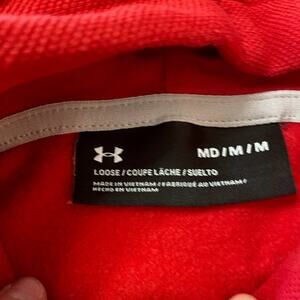 MD / M / M
LOOSE / COUPE LÂCHE / SUELTO
MADE IN VIETNAM / FABRIQUÉ AU VIETNAM /
HECHO EN VIETNAM